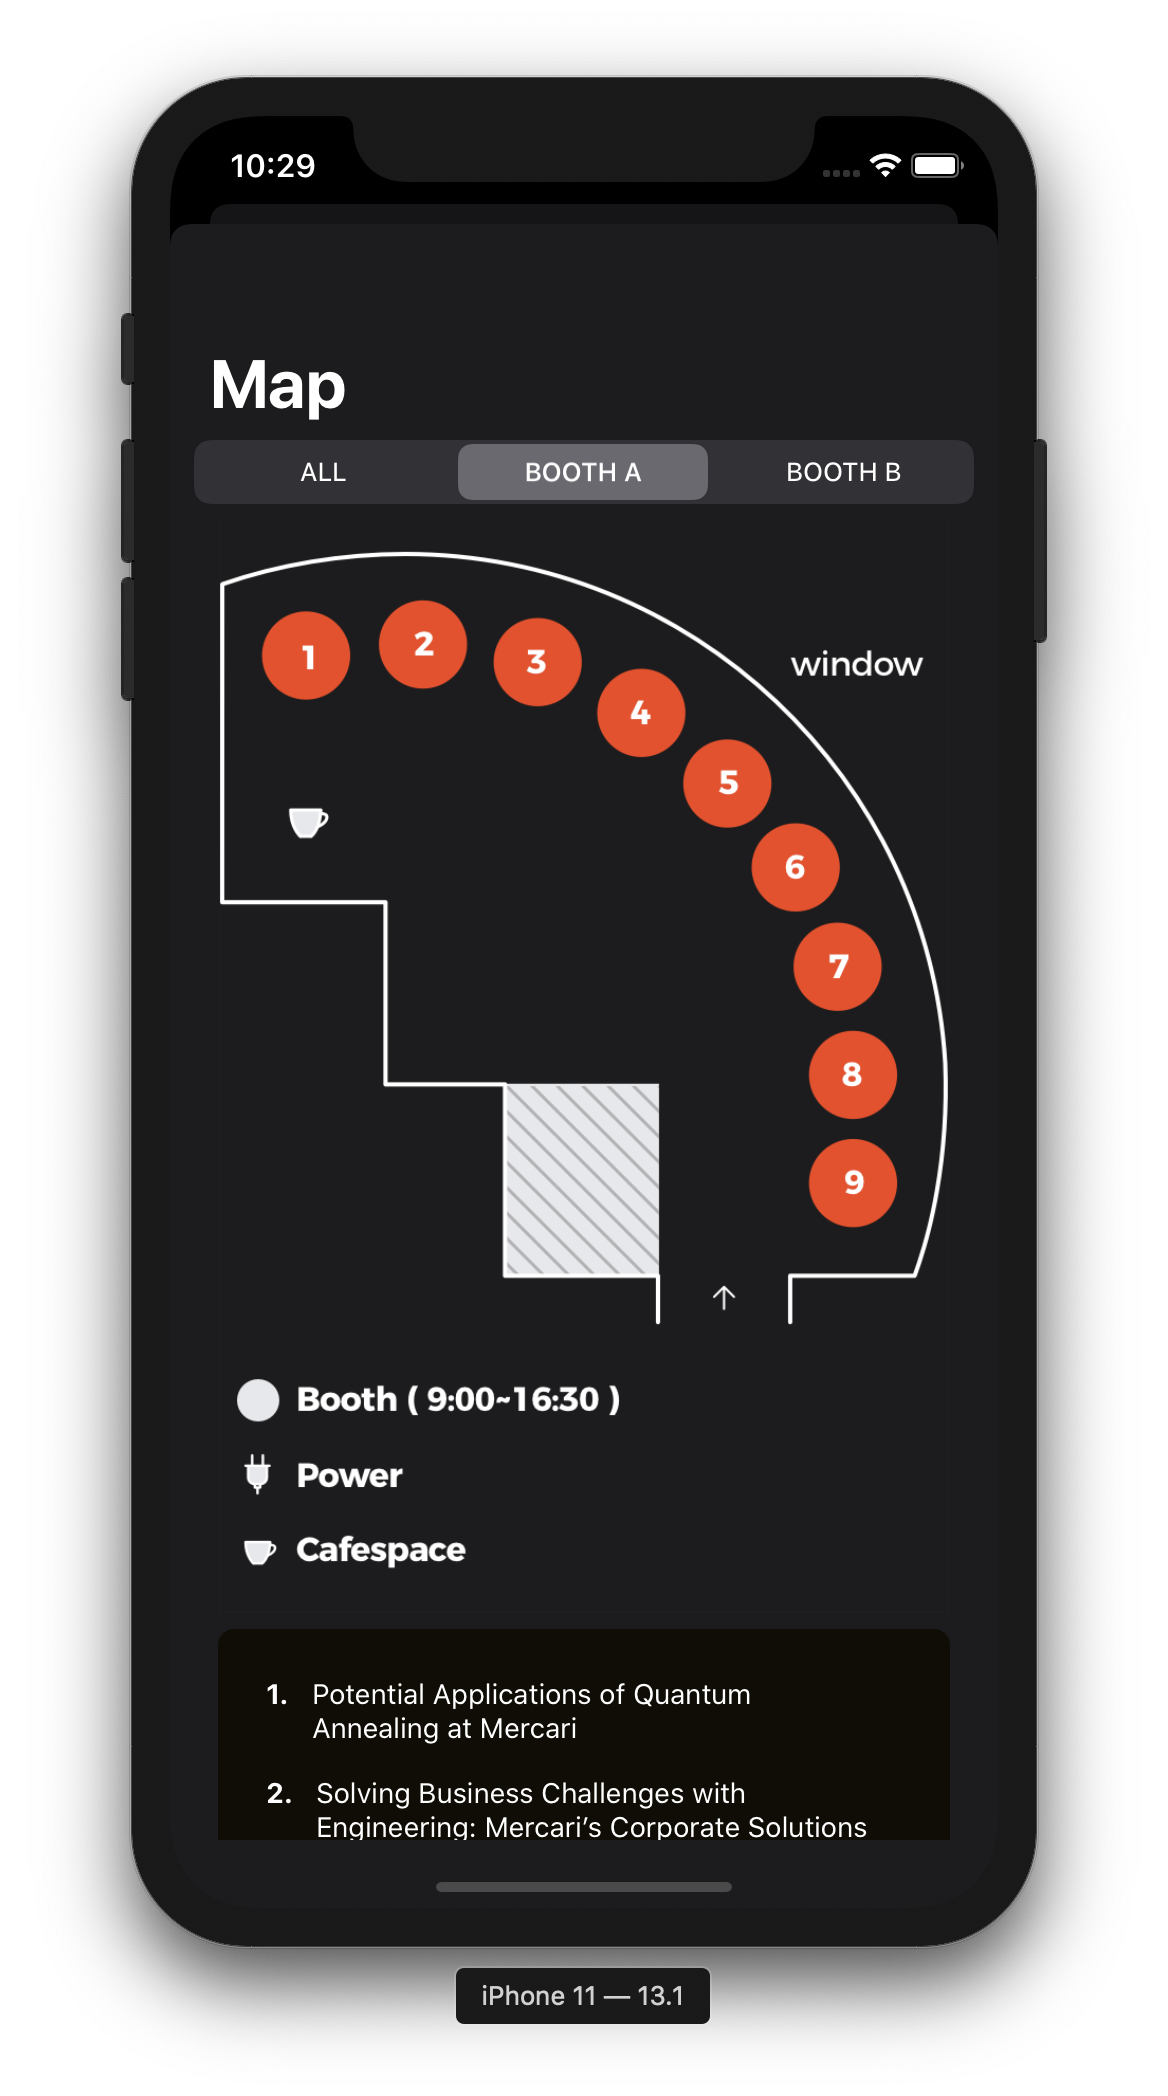 10:29
Map
ALL
BOOTH A
BOOTH B
window
1
2
3
4
5
6
7
8
9
Booth ( 9:00~16:30 )
Power
Cafespace
1. Potential Applications of Quantum
Annealing at Mercari
2. Solving Business Challenges with
Engineering: Mercari’s Corporate Solutions
iPhone 11 — 13.1